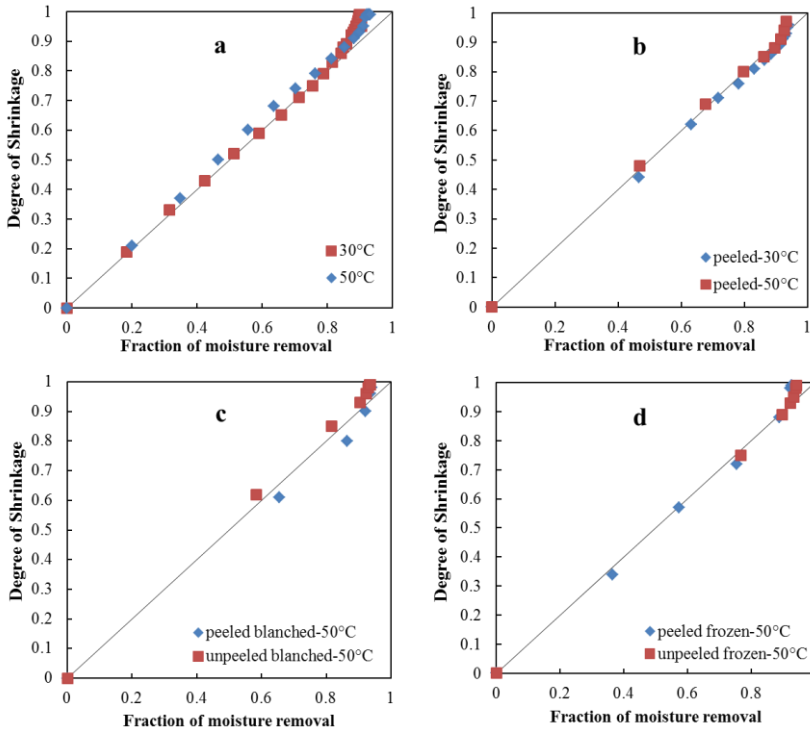 a
Degree of Shrinkage
1
0.9
0.8
0.7
0.6
0.5
0.4
0.3
0.2
0.1
0
30°C
50°C
0 0.2 0.4 0.6 0.8 1
Fraction of moisture removal
b
Degree of Shrinkage
1
0.9
0.8
0.7
0.6
0.5
0.4
0.3
0.2
0.1
0
peeled-30°C
peeled-50°C
0 0.2 0.4 0.6 0.8 1
Fraction of moisture removal
c
Degree of Shrinkage
1
0.9
0.8
0.7
0.6
0.5
0.4
0.3
0.2
0.1
0
peeled blanched-50°C
unpeeled blanched-50°C
0 0.2 0.4 0.6 0.8 1
Fraction of moisture removal
d
Degree of Shrinkage
1
0.9
0.8
0.7
0.6
0.5
0.4
0.3
0.2
0.1
0
peeled frozen-50°C
unpeeled frozen-50°C
0 0.2 0.4 0.6 0.8
Fraction of moisture removal